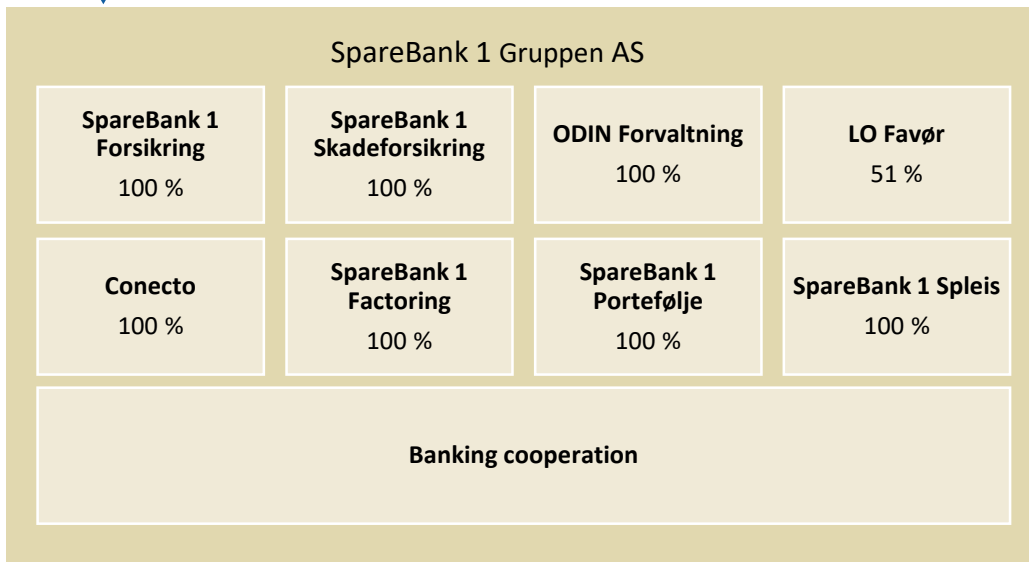 SpareBank 1 Gruppen AS
SpareBank 1
Forsikring
100 %
SpareBank 1
Skadeforsikring
100 %
ODIN Forvaltning
100 %
LO Favør
51 %
Conecto
100 %
SpareBank 1
Factoring
100 %
SpareBank 1
Portefølje
100 %
SpareBank 1 Spleis
100 %
Banking cooperation